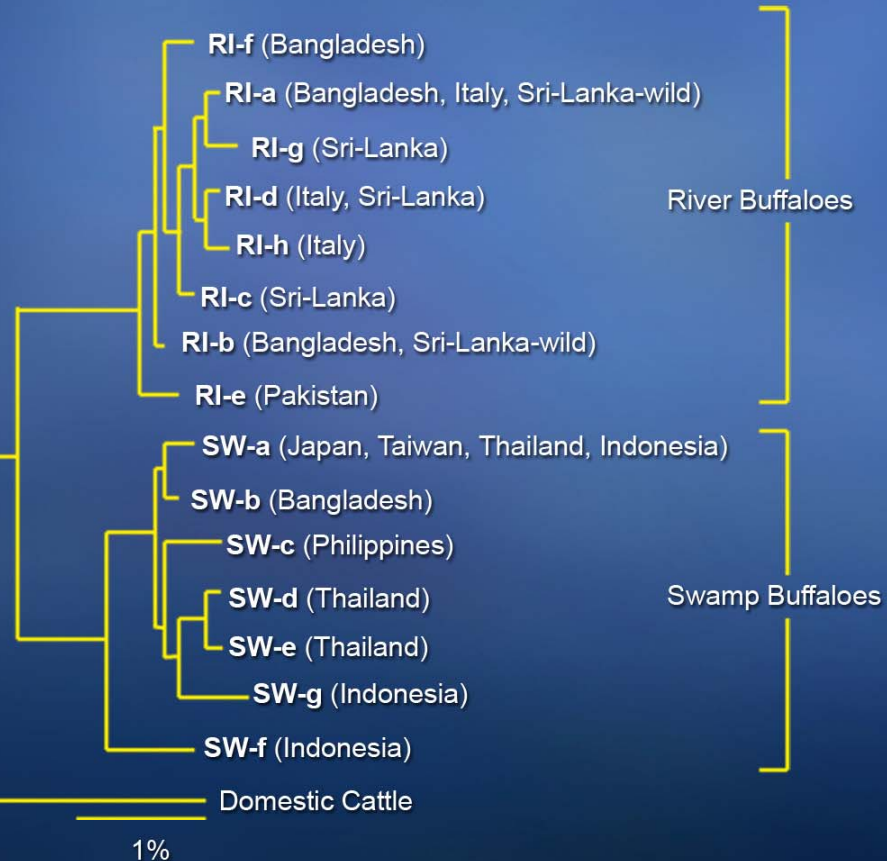 RI-f (Bangladesh)
RI-a (Bangladesh, Italy, Sri-Lanka-wild)
RI-g (Sri-Lanka)
RI-d (Italy, Sri-Lanka)
RI-h (Italy)
RI-c (Sri-Lanka)
RI-b (Bangladesh, Sri-Lanka-wild)
RI-e (Pakistan)
River Buffaloes
SW-a (Japan, Taiwan, Thailand, Indonesia)
SW-b (Bangladesh)
SW-c (Philippines)
SW-d (Thailand)
SW-e (Thailand)
SW-g (Indonesia)
SW-f (Indonesia)
Swamp Buffaloes
Domestic Cattle
1%